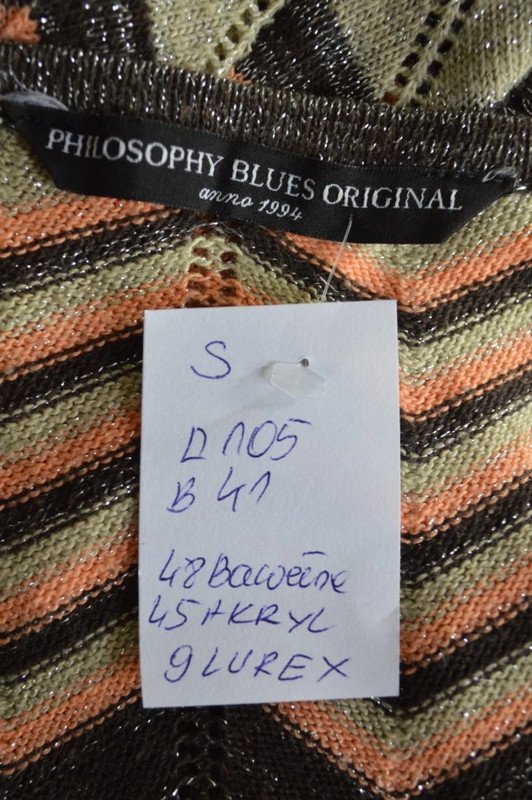 PHILOSOPHY BLUES ORIGINAL
anno 1994
S
D 105
B 41
48 Bawełna
45 AKRYL
9 LUREX